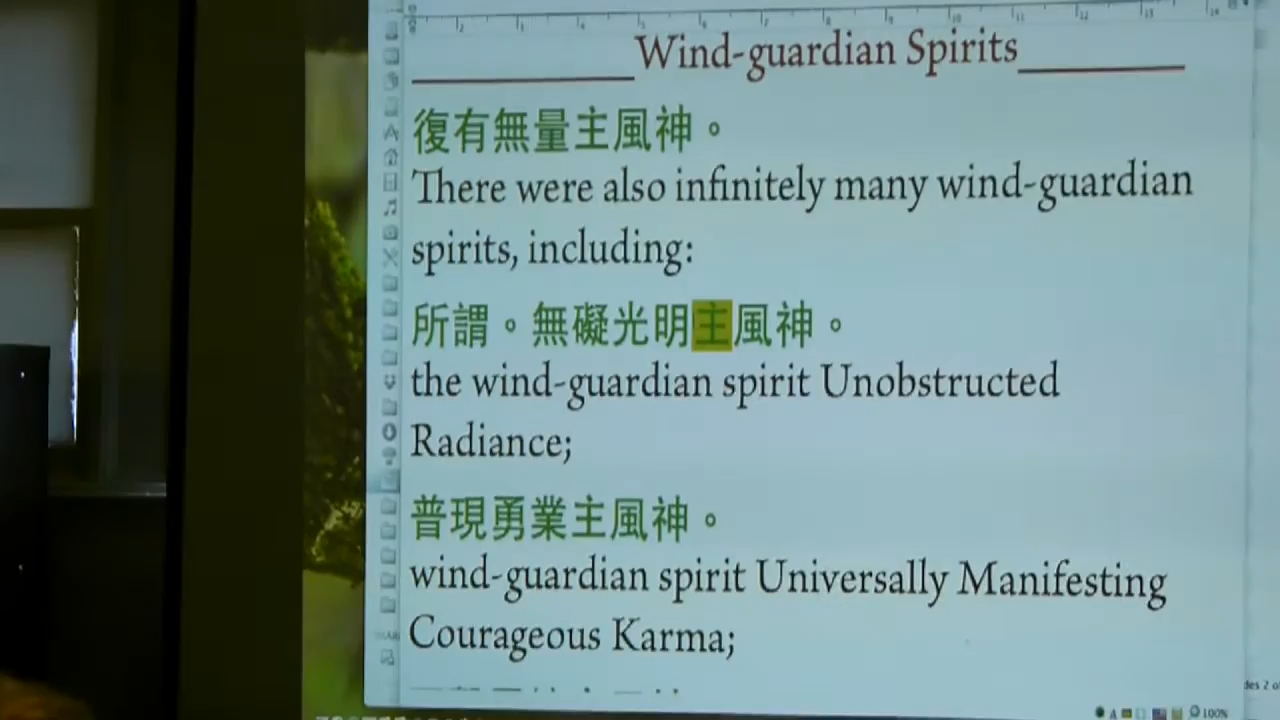 Wind-guardian Spirits
復有無量主風神。
There were also infinitely many wind-guardian
spirits, including:
所謂。無礙光明主風神。
the wind-guardian spirit Unobstructed
Radiance;
普現勇業主風神。
wind-guardian spirit Universally Manifesting
Courageous Karma;
100%